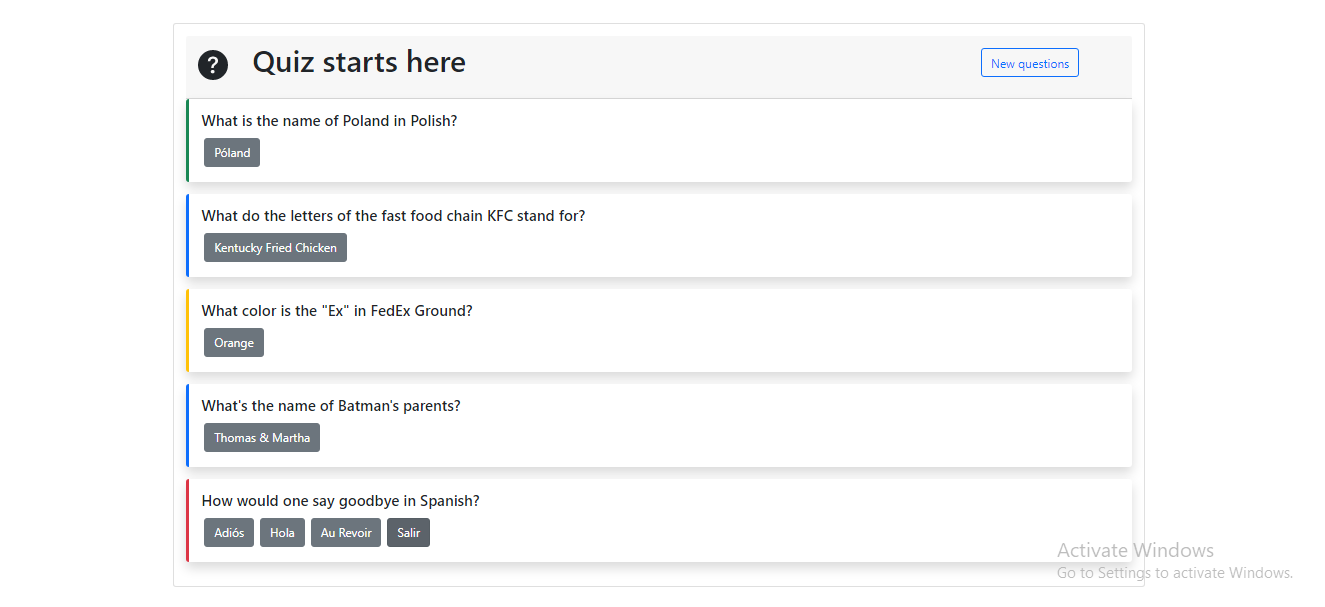 Quiz starts here
New questions
What is the name of Poland in Polish?
Póland
What do the letters of the fast food chain KFC stand for?
Kentucky Fried Chicken
What color is the "Ex" in FedEx Ground?
Orange
What's the name of Batman's parents?
Thomas & Martha
How would one say goodbye in Spanish?
Adiós Hola Au Revoir Salir
Activate Windows
Go to Settings to activate Windows.